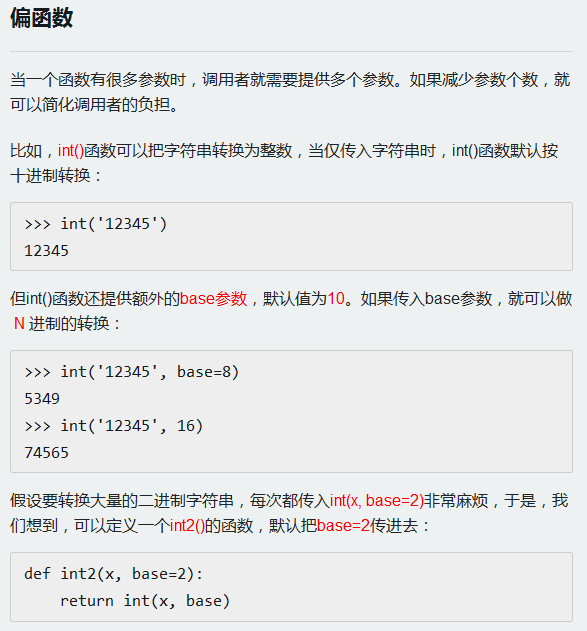 偏函数
当一个函数有很多参数时，调用者就需要提供多个参数。如果减少参数个数，就
可以简化调用者的负担。
比如，int()函数可以把字符串转换为整数，当仅传入字符串时，int()函数默认按
十进制转换：
>>> int('12345')
12345
但int()函数还提供额外的base参数，默认值为10。如果传入base参数，就可以做
N 进制的转换：
>>> int('12345', base=8)
5349
>>> int('12345', 16)
74565
假设要转换大量的二进制字符串，每次都传入int(x, base=2)非常麻烦，于是，我
们想到，可以定义一个int2()的函数，默认把base=2传进去：
def int2(x, base=2):
    return int(x, base)